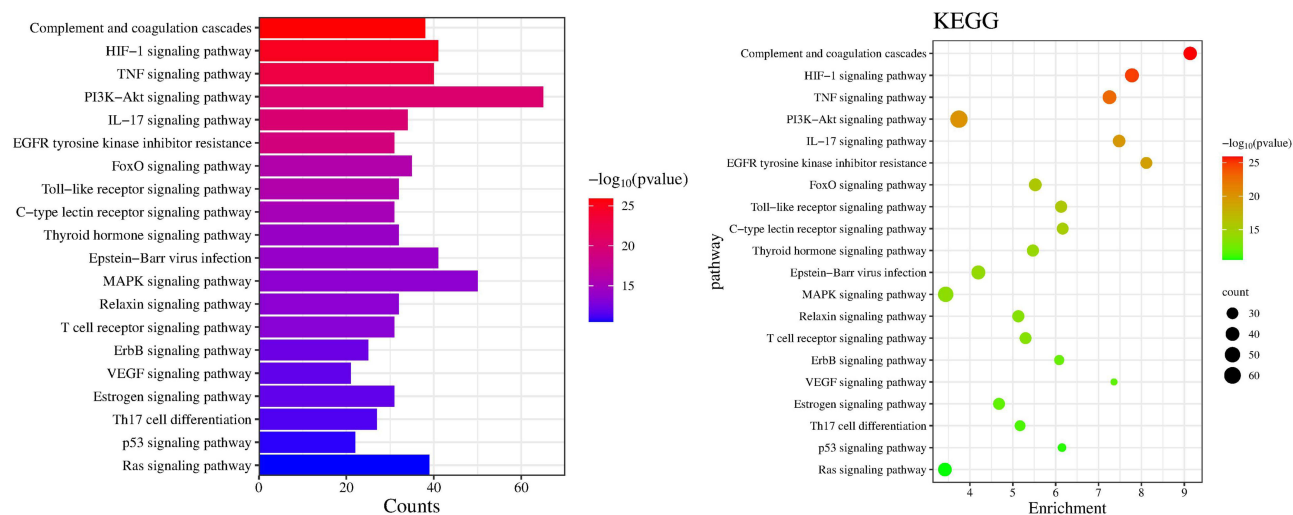 Complement and coagulation cascades
HIF−1 signaling pathway
TNF signaling pathway
PI3K−Akt signaling pathway
IL−17 signaling pathway
EGFR tyrosine kinase inhibitor resistance
FoxO signaling pathway
Toll−like receptor signaling pathway
C−type lectin receptor signaling pathway
Thyroid hormone signaling pathway
Epstein−Barr virus infection
MAPK signaling pathway
Relaxin signaling pathway
T cell receptor signaling pathway
ErbB signaling pathway
VEGF signaling pathway
Estrogen signaling pathway
Th17 cell differentiation
p53 signaling pathway
Ras signaling pathway
0 20 40 60
Counts
−log10(pvalue)
25
20
15
KEGG
pathway
Complement and coagulation cascades
HIF−1 signaling pathway
TNF signaling pathway
PI3K−Akt signaling pathway
IL−17 signaling pathway
EGFR tyrosine kinase inhibitor resistance
FoxO signaling pathway
Toll−like receptor signaling pathway
C−type lectin receptor signaling pathway
Thyroid hormone signaling pathway
Epstein−Barr virus infection
MAPK signaling pathway
Relaxin signaling pathway
T cell receptor signaling pathway
ErbB signaling pathway
VEGF signaling pathway
Estrogen signaling pathway
Th17 cell differentiation
p53 signaling pathway
Ras signaling pathway
4 5 6 7 8 9
Enrichment
−log10(pvalue)
25
20
15
count
30
40
50
60